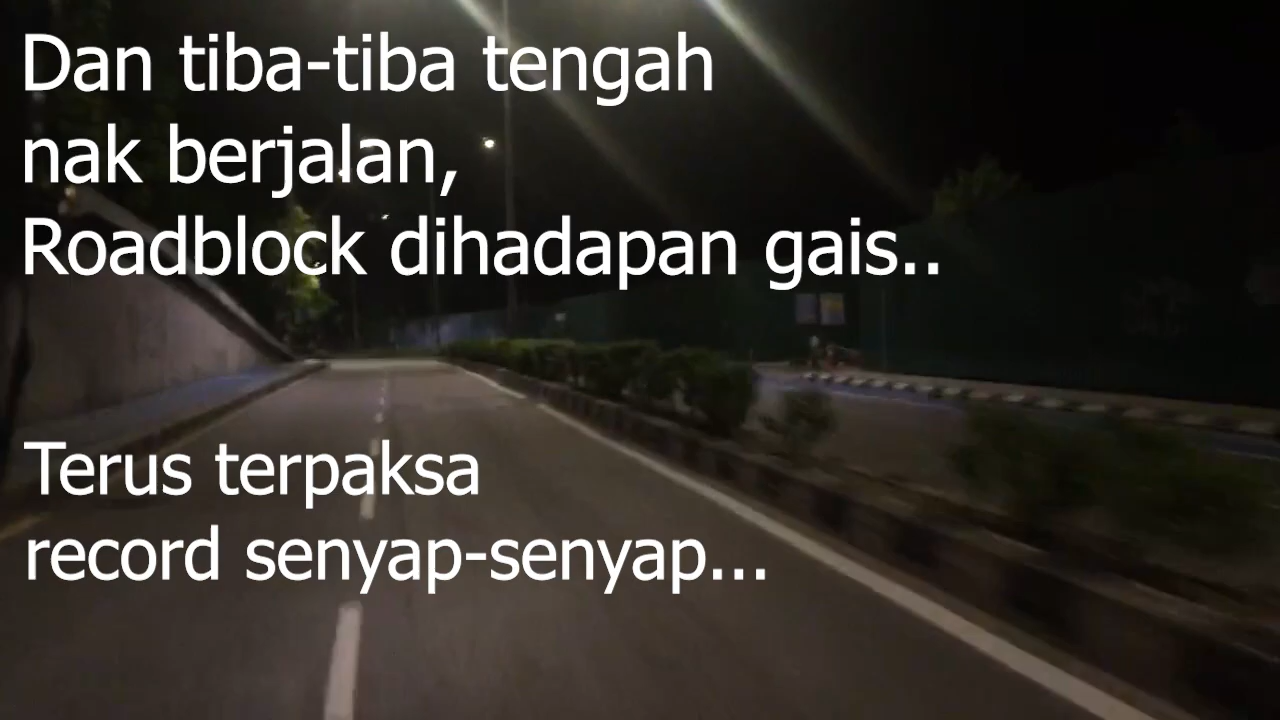 Dan tiba-tiba tengah
nak berjalan,
Roadblock dihadapan gais..
Terus terpaksa
record senyap-senyap...